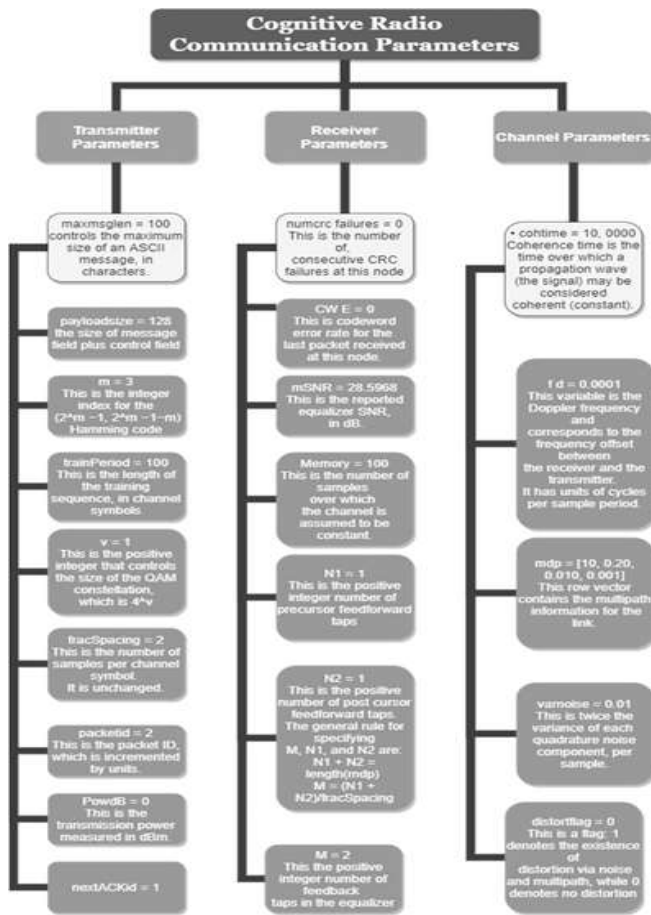 Cognitive Radio
Communication Parameters
Transmitter
Parameters
maxmsglen = 100
controls the maximum
size of an ASCII
message, in
characters.
payloadsize = 128
the size of message
field plus control field
m = 3
This is the integer
index for the
(2^m −1, 2^m −1−m)
Hamming code
trainPeriod = 100
This is the length of
the training
sequence, in channel
symbols
v = 1
This is the positive
integer that controls
the size of the QAM
constellation,
which is 4^v
fracSpacing = 2
This is the number of
samples per channel
symbol.
It is unchanged.
packetid = 2
This is the packet ID,
which is incremented
by units.
PowdB = 0
This is the
transmission power
measured in dBm.
nextACKid = 1
Receiver
Parameters
numcrc failures = 0
This is the number
of,
consecutive CRC
failures at this node
CW E = 0
This is codeword
error rate for the
last packet received
at this node.
mSNR = 28.5968
This is the reported
equalizer SNR,
in dB.
Memory = 100
This is the number of
samples
over which
the channel is
assumed to be
constant.
N1 = 1
This is the positive
integer number of
precursor feedforward
taps
N2 = 1
This is the positive
number of post cursor
feedforward taps.
The general rule for
specifying
M, N1, and N2 are:
N1 + N2 =
length(mdp)
M = (N1 +
N2)/fracSpacing
M = 2
This the positive
integer number of
feedback
taps in the equalizer
Channel Parameters
• cohtime = 10, 0000
Coherence time is the
time over which a
propagation wave
(the signal) may be
considered
coherent (constant).
f d = 0.0001
This variable is the
Doppler frequency
and
corresponds to the
frequency offset
between
the receiver and the
transmitter.
It has units of cycles
per sample period.
mdp = [10, 0.20,
0.010, 0.001]
This row vector
contains the multipath
information for the
link.
varnoise = 0.01
This is twice the
variance of each
quadrature noise
component, per
sample.
distortflag = 0
This is a flag: 1
denotes the existence
of
distortion via noise
and multipath, while 0
denotes no distortion